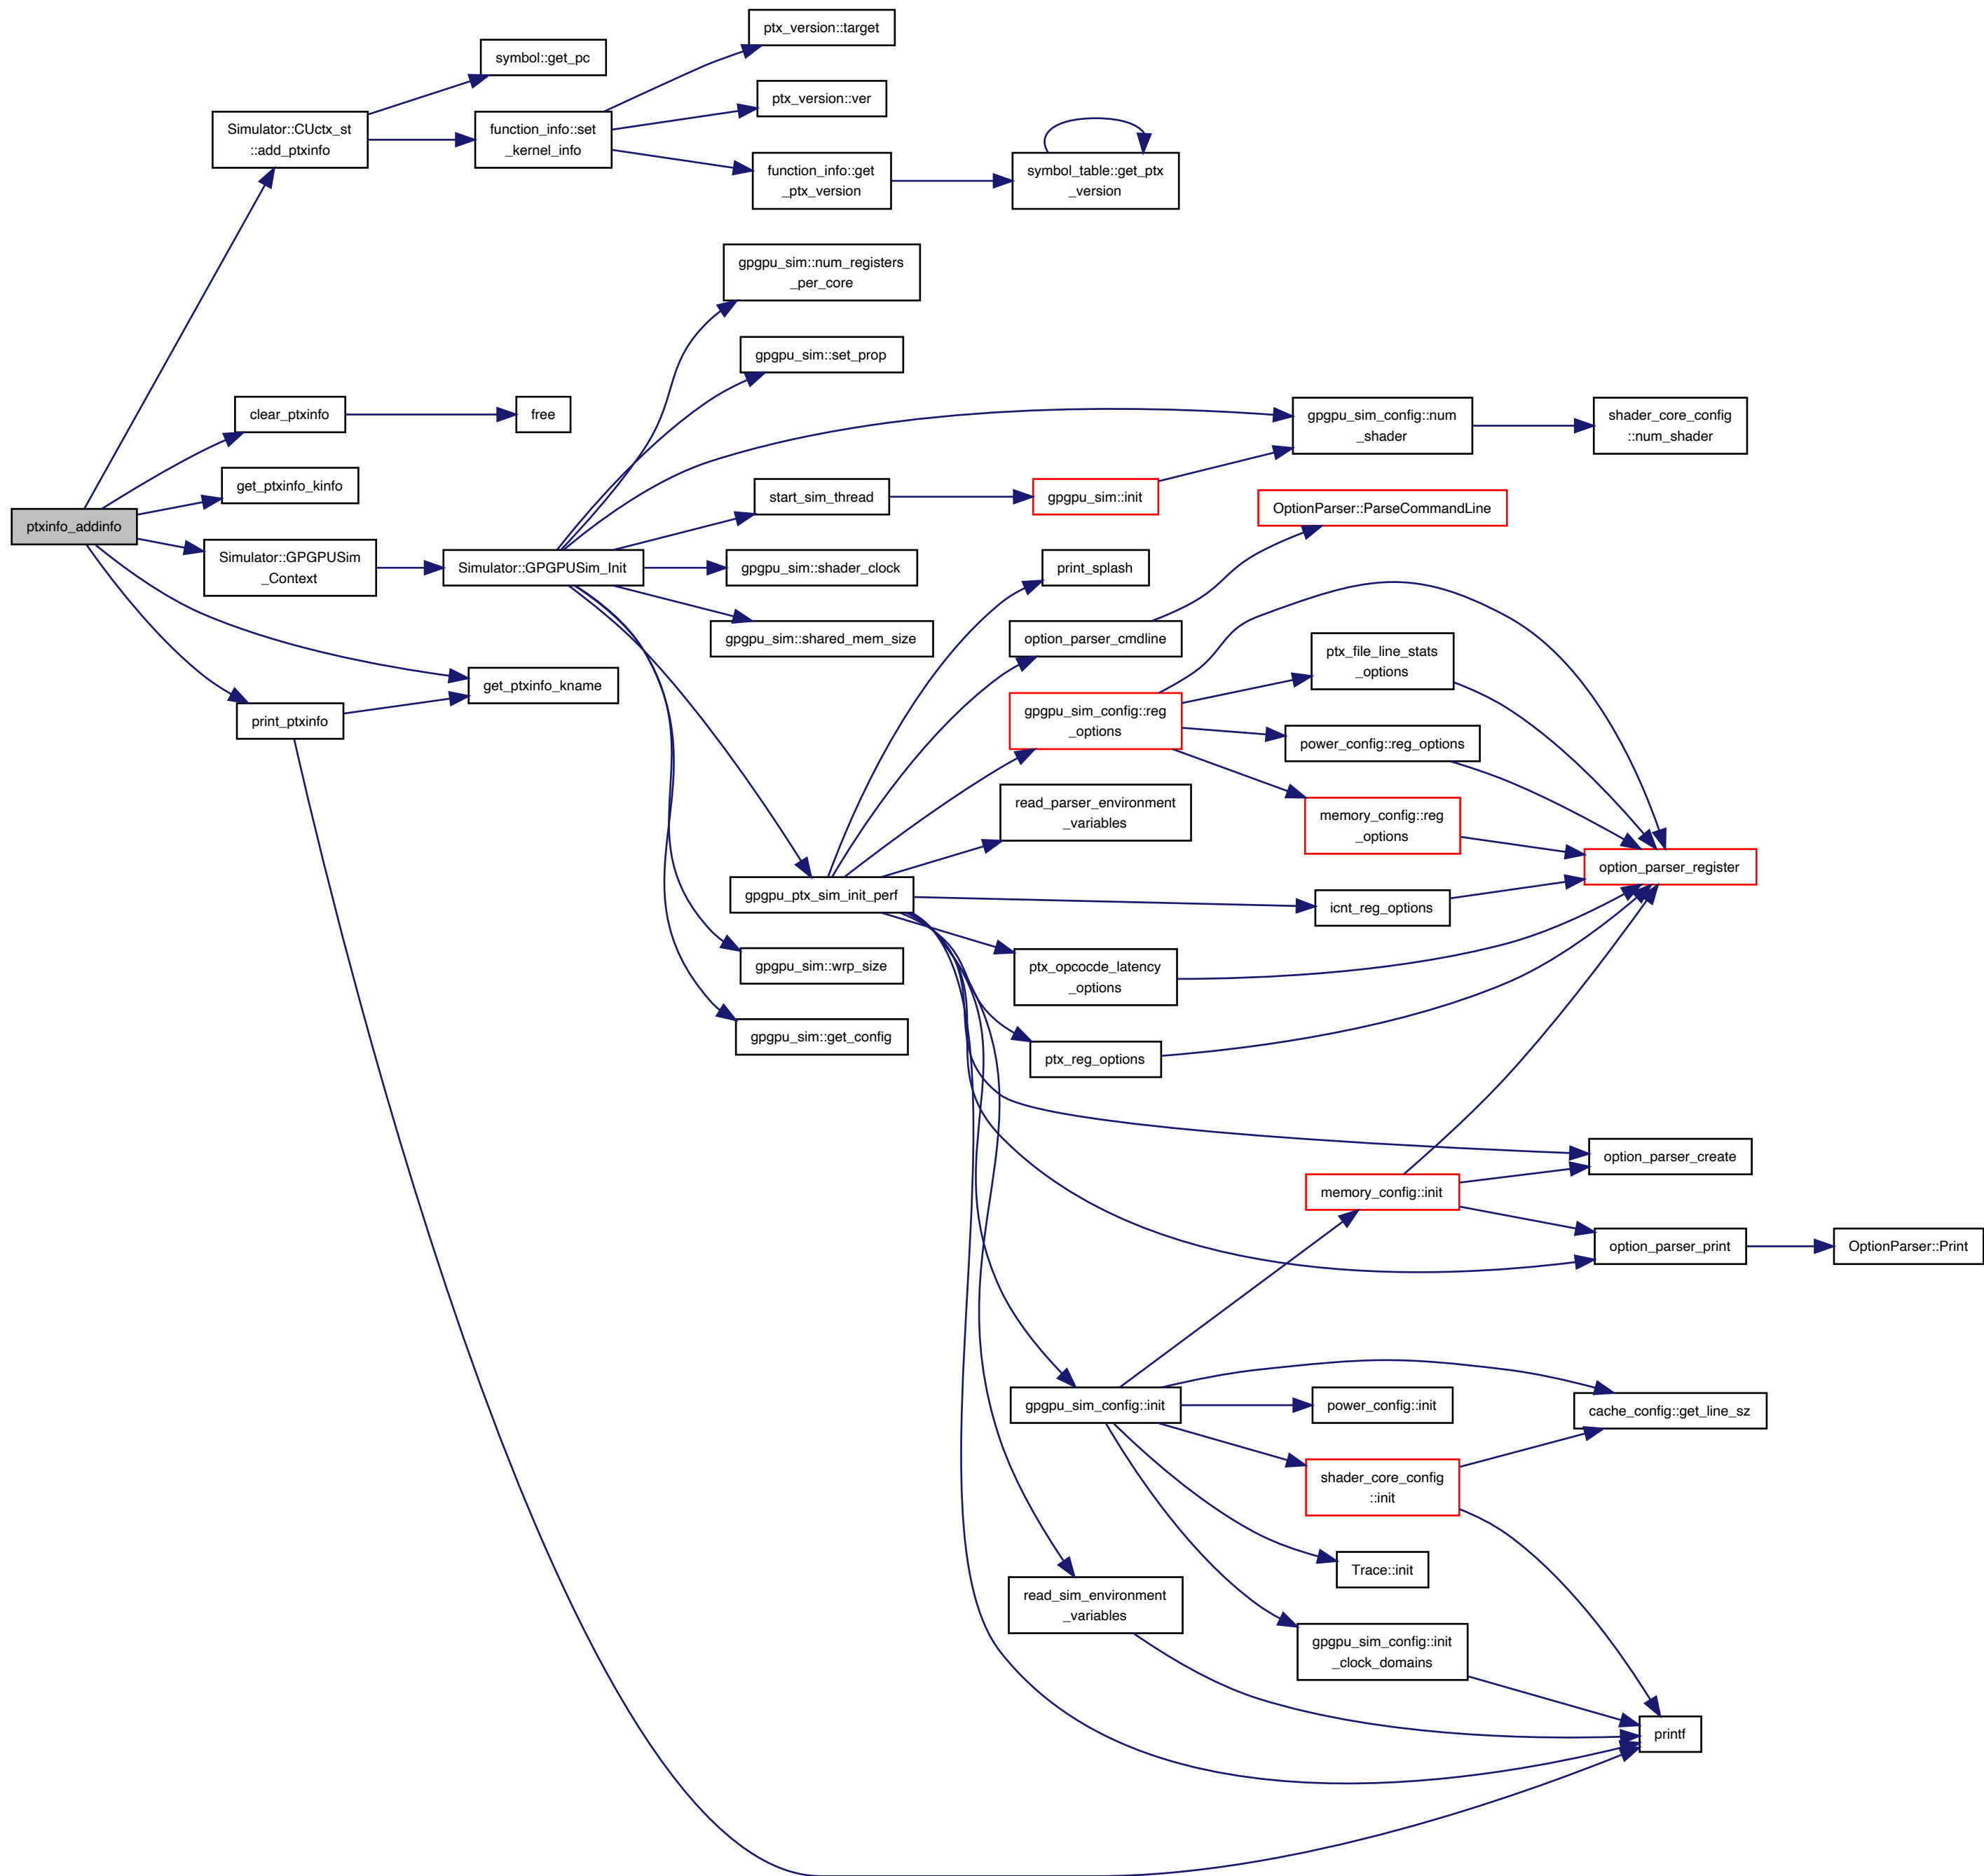 ptx_version::target
symbol::get_pc
ptx_version::ver
Simulator::CUctx_st
::add_ptxinfo
function_info::set
_kernel_info
function_info::get
_ptx_version
symbol_table::get_ptx
_version
gpgpu_sim::num_registers
_per_core
gpgpu_sim::set_prop
clear_ptxinfo
free
gpgpu_sim_config::num
_shader
shader_core_config
::num_shader
get_ptxinfo_kinfo
start_sim_thread
gpgpu_sim::init
OptionParser::ParseCommandLine
ptxinfo_addinfo
Simulator::GPGPUSim
_Context
Simulator::GPGPUSim_Init
gpgpu_sim::shader_clock
print_splash
gpgpu_sim::shared_mem_size
option_parser_cmdline
ptx_file_line_stats
_options
get_ptxinfo_kname
print_ptxinfo
gpgpu_sim_config::reg
_options
power_config::reg_options
read_parser_environment
_variables
memory_config::reg
_options
option_parser_register
gpgpu_ptx_sim_init_perf
icnt_reg_options
gpgpu_sim::wrp_size
ptx_opcocde_latency
_options
gpgpu_sim::get_config
ptx_reg_options
option_parser_create
memory_config::init
option_parser_print
OptionParser::Print
gpgpu_sim_config::init
power_config::init
cache_config::get_line_sz
shader_core_config
::init
Trace::init
read_sim_environment
_variables
gpgpu_sim_config::init
_clock_domains
printf